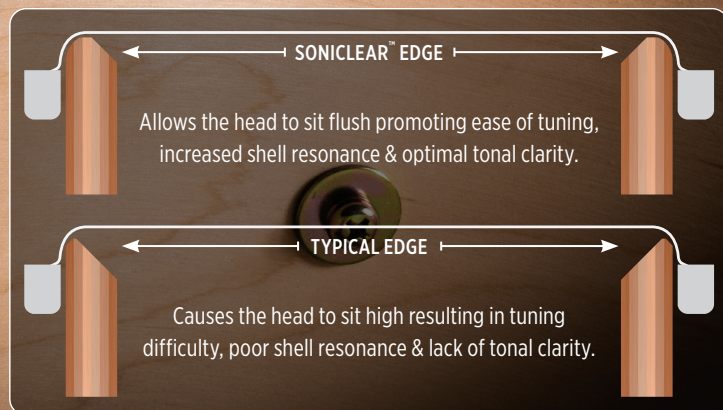 SONICLEAR™ EDGE
Allows the head to sit flush promoting ease of tuning,
increased shell resonance & optimal tonal clarity.
TYPICAL EDGE
Causes the head to sit high resulting in tuning
difficulty, poor shell resonance & lack of tonal clarity.